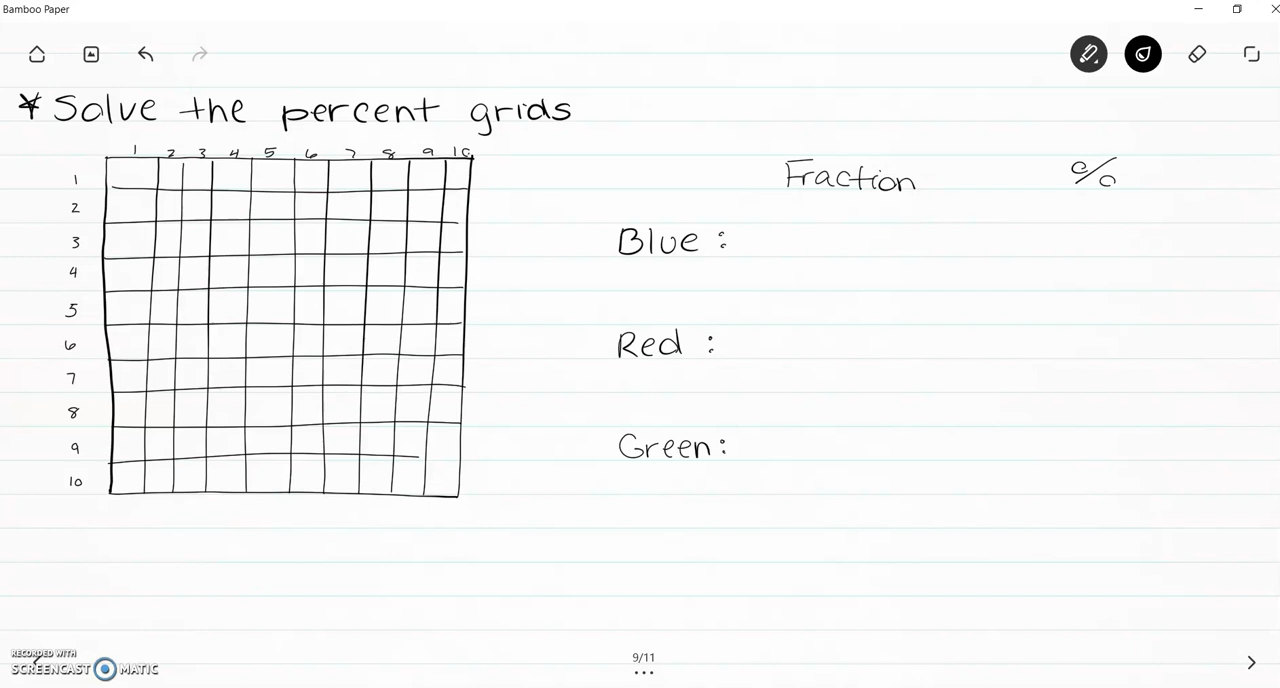 Bamboo Paper
* Solve the percent grids
1 2 3 4 5 6 7 8 9 10
Fraction %
1
2
Blue :
3
4
5
Red :
6
7
8
Green :
9
10
RECORDED WITH
SCREENCAST MATIC
9/11